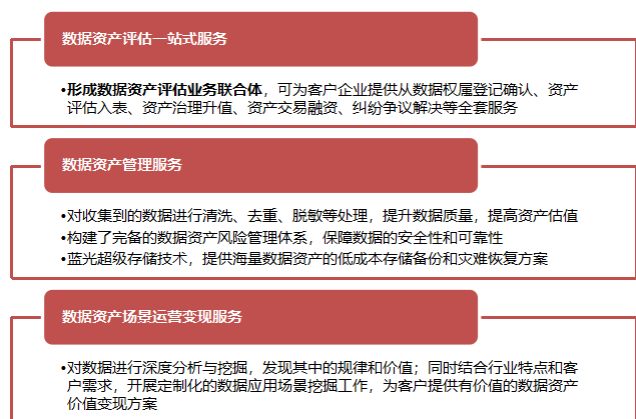 数据资产评估一站式服务
•形成数据资产评估业务联合体，可为客户企业提供从数据权属登记确认、资产
评估入表、资产治理升值、资产交易融资、纠纷争议解决等全套服务
数据资产管理服务
•对收集到的数据进行清洗、去重、脱敏等处理，提升数据质量，提高资产估值
•构建了完备的数据资产风险管理体系，保障数据的安全性和可靠性
•蓝光超级存储技术，提供海量数据资产的低成本存储备份和灾难恢复方案
数据资产场景运营变现服务
•对数据进行深度分析与挖掘，发现其中的规律和价值；同时结合行业特点和客
户需求，开展定制化的数据应用场景挖掘工作，为客户提供有价值的数据资产
价值变现方案